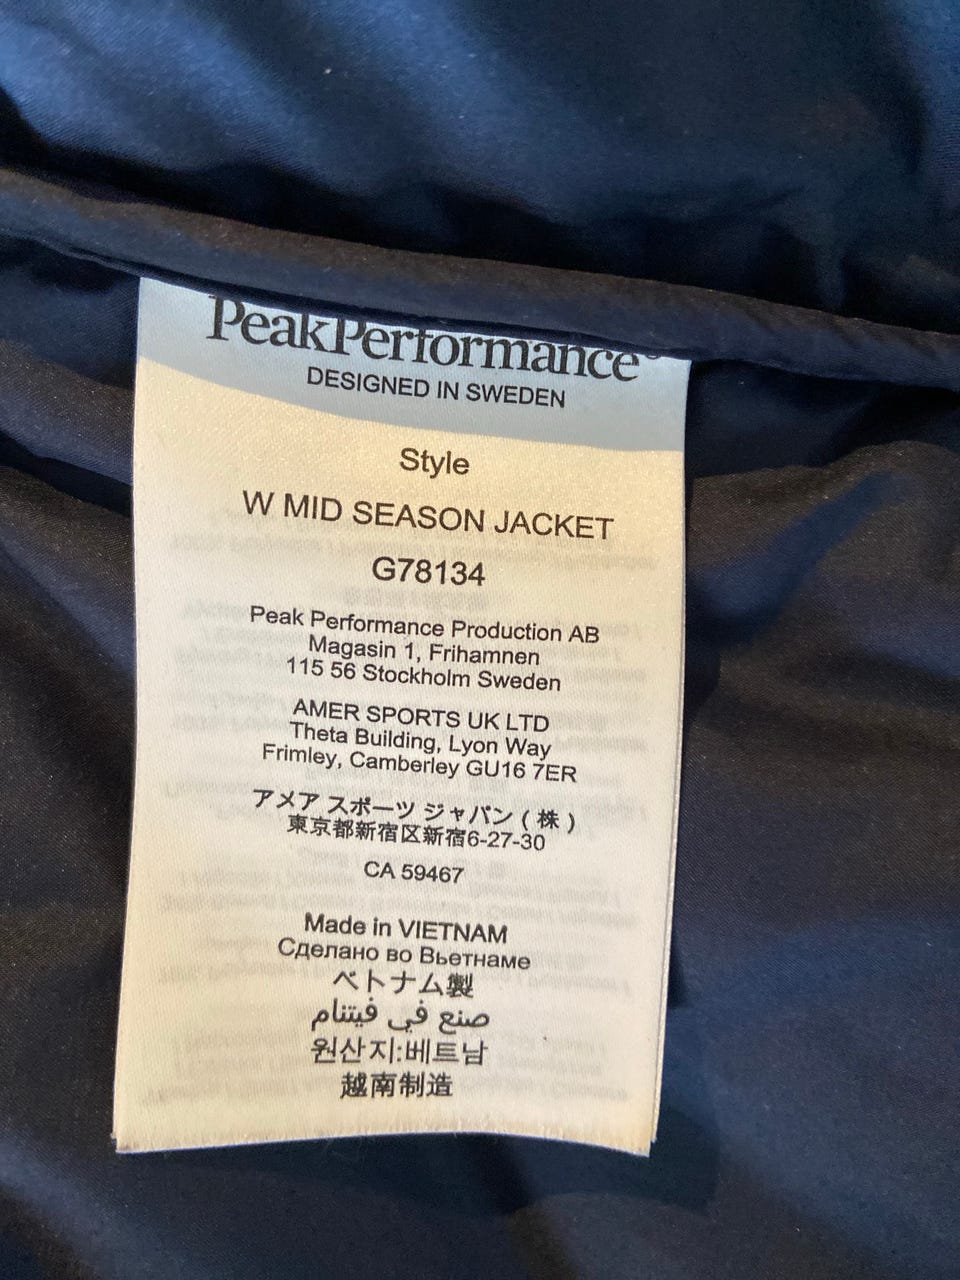 PeakPerformance®
DESIGNED IN SWEDEN
Style
W MID SEASON JACKET
G78134
Peak Performance Production AB
Magasin 1, Frihamnen
115 56 Stockholm Sweden
AMER SPORTS UK LTD
Theta Building, Lyon Way
Frimley, Camberley GU16 7ER
アメア スポーツ ジャパン ( 株 )
東京都新宿区新宿6-27-30
CA 59467
Made in VIETNAM
Сделано во Вьетнаме
ベトナム製
صنع في فيتنام
원산지:베트남
越南制造